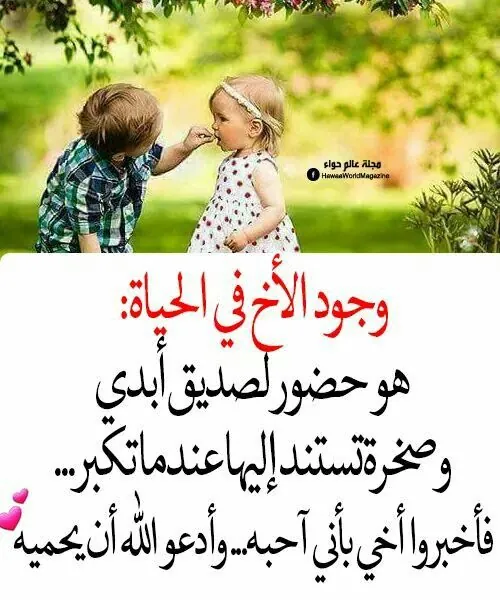 مجلة عالم حواء
HawaaWorldMagazine
وجود الأخ في الحياة:
هو حضور لصديق أبدي
وصخرة تستند إليها عندما تكبر...
فأخبروا أخي بأني آحبه... وأدعو الله أن يحميه